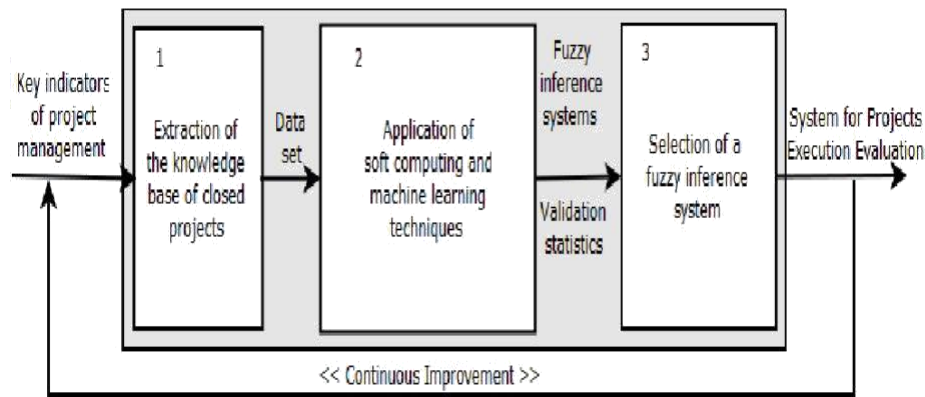 Key indicators
of project
management
1
Extraction of
the knowledge
base of closed
projects
Data
set
2
Application of
soft computing and
machine learning
techniques
Fuzzy
inference
systems
Validation
statistics
3
Selection of a
fuzzy inference
system
System for Projects
Execution Evaluation
<< Continuous Improvement >>